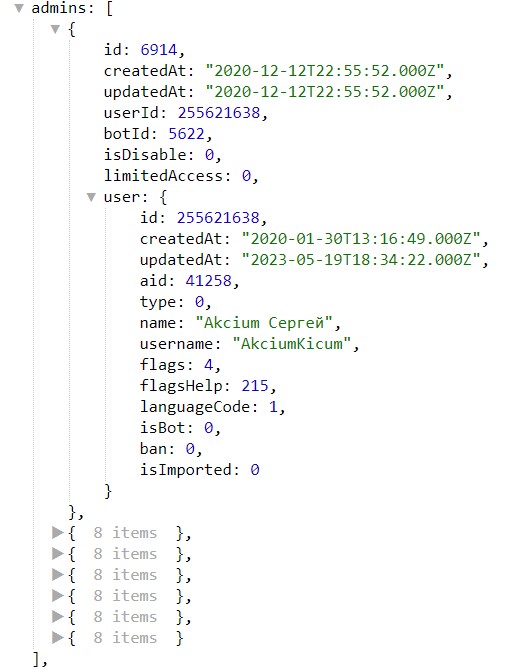 admins: [
{
id: 6914,
createdAt: "2020-12-12T22:55:52.000Z",
updatedAt: "2020-12-12T22:55:52.000Z",
userId: 255621638,
botId: 5622,
isDisable: 0,
limitedAccess: 0,
user: {
id: 255621638,
createdAt: "2020-01-30T13:16:49.000Z",
updatedAt: "2023-05-19T18:34:22.000Z",
aid: 41258,
type: 0,
name: "Akcium Сергей",
username: "AkciumKicum",
flags: 4,
flagsHelp: 215,
languageCode: 1,
isBot: 0,
ban: 0,
isImported: 0
}
},
{ 8 items },
{ 8 items },
{ 8 items },
{ 8 items },
{ 8 items },
{ 8 items }
],